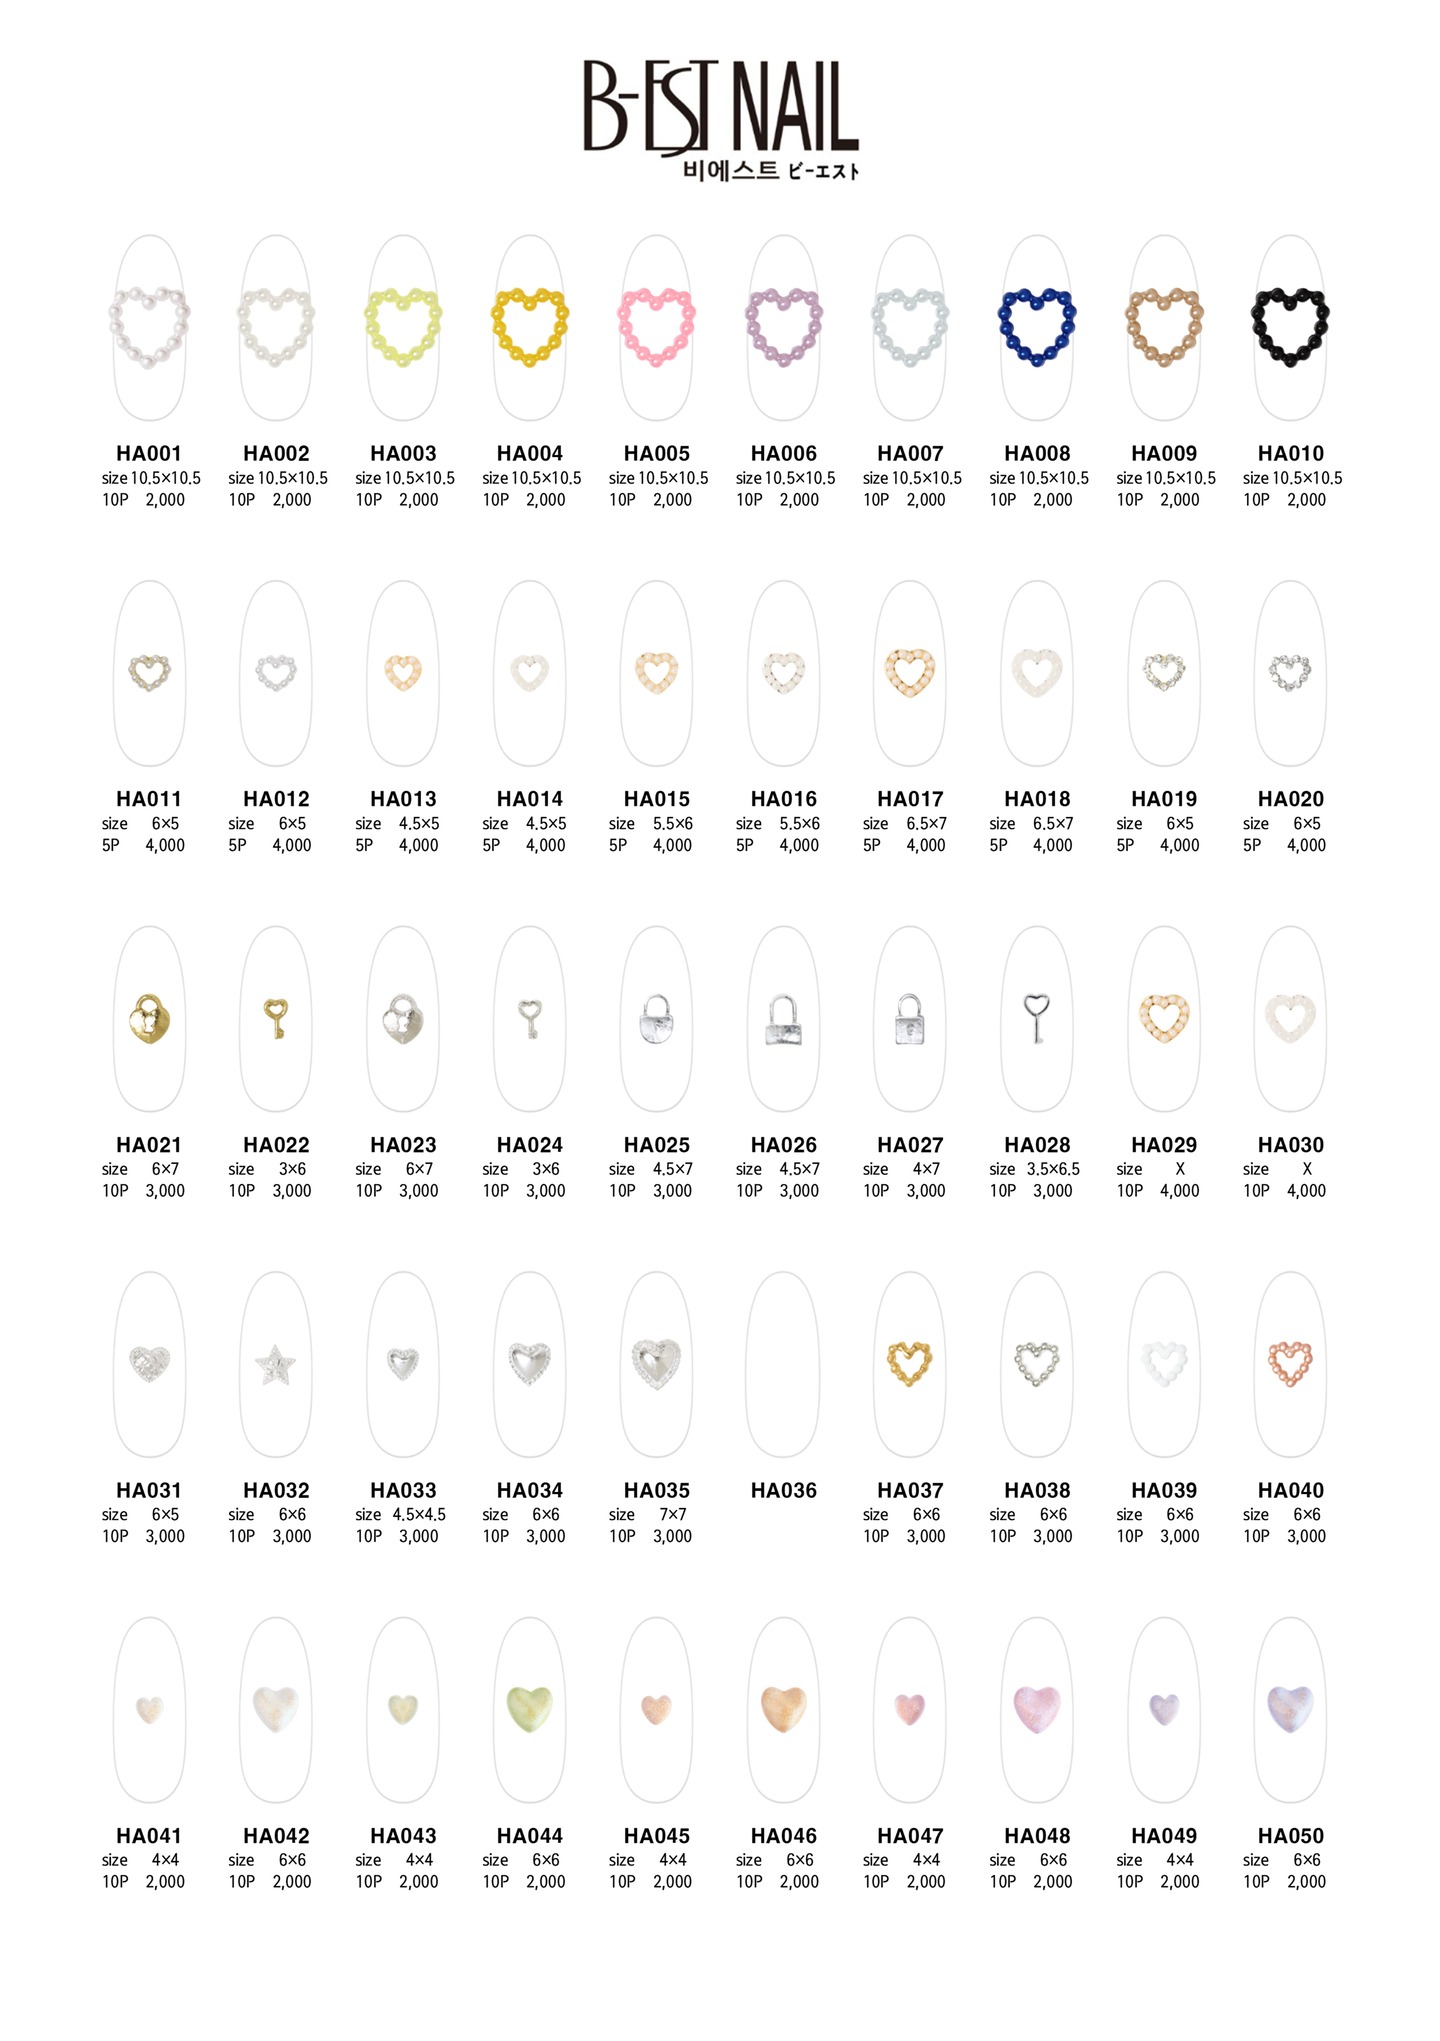 B-EST NAIL
비에스트 ビーエスト
HA001 HA002 HA003 HA004 HA005 HA006 HA007 HA008 HA009 HA010
size 10.5×10.5 size 10.5×10.5 size 10.5×10.5 size 10.5×10.5 size 10.5×10.5 size 10.5×10.5 size 10.5×10.5 size 10.5×10.5 size 10.5×10.5 size 10.5×10.5
10P 2,000 10P 2,000 10P 2,000 10P 2,000 10P 2,000 10P 2,000 10P 2,000 10P 2,000 10P 2,000 10P 2,000
HA011 HA012 HA013 HA014 HA015 HA016 HA017 HA018 HA019 HA020
size 6×5 size 6×5 size 4.5×5 size 4.5×5 size 5.5×6 size 5.5×6 size 6.5×7 size 6.5×7 size 6×5 size 6×5
5P 4,000 5P 4,000 5P 4,000 5P 4,000 5P 4,000 5P 4,000 5P 4,000 5P 4,000 5P 4,000 5P 4,000
HA021 HA022 HA023 HA024 HA025 HA026 HA027 HA028 HA029 HA030
size 6×7 size 3×6 size 6×7 size 3×6 size 4.5×7 size 4.5×7 size 4×7 size 3.5×6.5 size X size X
10P 3,000 10P 3,000 10P 3,000 10P 3,000 10P 3,000 10P 3,000 10P 3,000 10P 3,000 10P 4,000 10P 4,000
HA031 HA032 HA033 HA034 HA035 HA036 HA037 HA038 HA039 HA040
size 6×5 size 6×6 size 4.5×4.5 size 6×6 size 7×7 size 6×6 size 6×6 size 6×6 size 6×6
10P 3,000 10P 3,000 10P 3,000 10P 3,000 10P 3,000 10P 3,000 10P 3,000 10P 3,000 10P 3,000
HA041 HA042 HA043 HA044 HA045 HA046 HA047 HA048 HA049 HA050
size 4×4 size 6×6 size 4×4 size 6×6 size 4×4 size 6×6 size 4×4 size 6×6 size 4×4 size 6×6
10P 2,000 10P 2,000 10P 2,000 10P 2,000 10P 2,000 10P 2,000 10P 2,000 10P 2,000 10P 2,000 10P 2,000